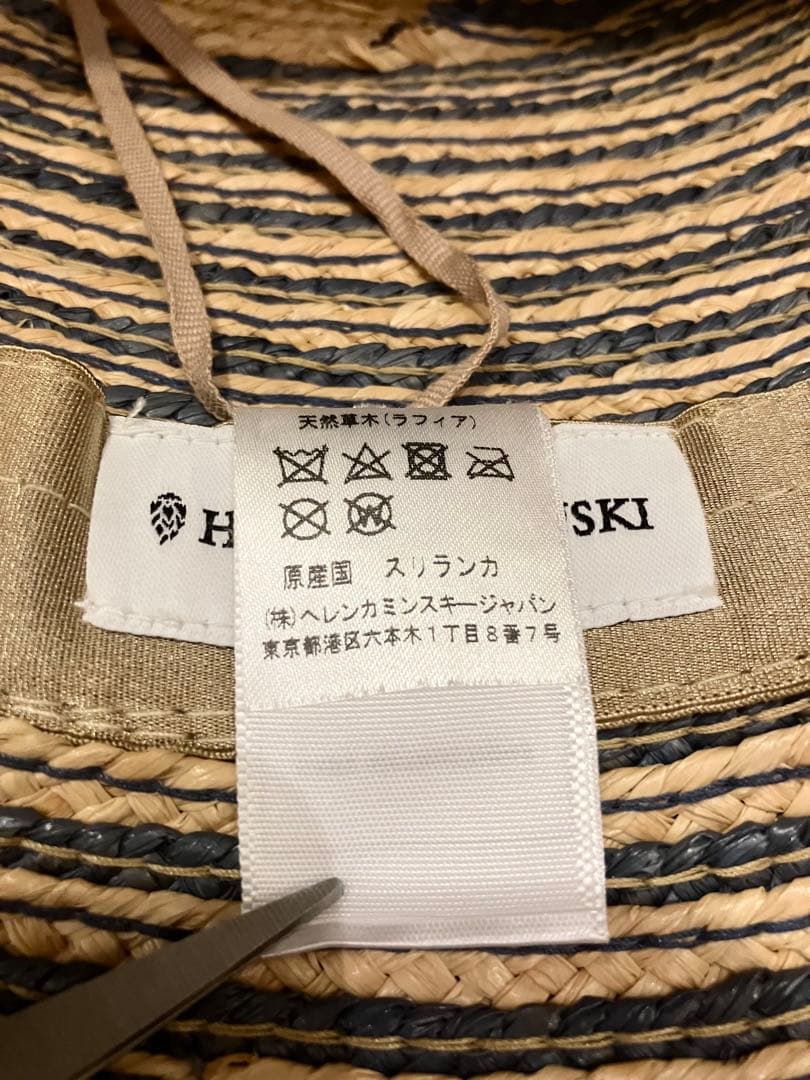 天然草木(ラフィア)
H
NSKI
原産国 スリランカ
(株)ヘレンカミンスキージャパン
東京都港区六本木1丁目8番7号